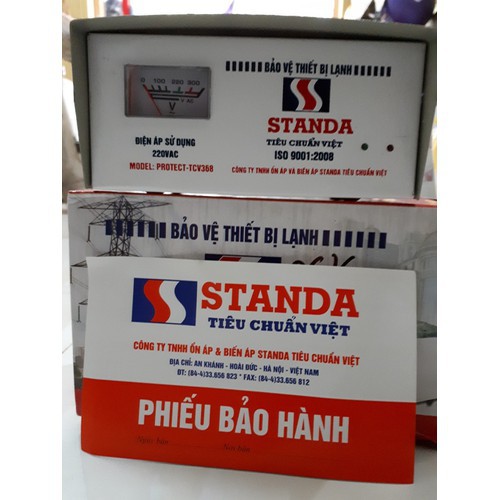 BẢO VỆ THIẾT BỊ LẠNH
0 100 250 300
V AC
STANDA
TIÊU CHUẨN VIỆT
ISO 9001:2008
ĐIỆN ÁP SỬ DỤNG
220VAC
MODEL: PROTECT-TCV368
CÔNG TY TNHH ỔN ÁP VÀ BIẾN ÁP STANDA TIÊU CHUẨN VIỆT
BẢO VỆ THIẾT BỊ LẠNH
STANDA
TIÊU CHUẨN VIỆT
CÔNG TY TNHH ỔN ÁP & BIẾN ÁP STANDA TIÊU CHUẨN VIỆT
ĐỊA CHỈ: AN KHÁNH - HOÀI ĐỨC - HÀ NỘI - VIỆT NAM
ĐT: (84-4)33.656 823 * FAX: (84-4)33.656 812
PHIẾU BẢO HÀNH